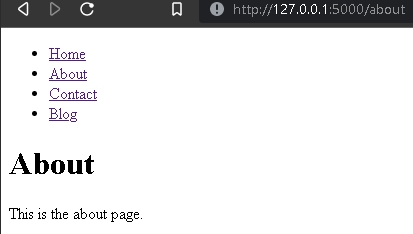 http://127.0.0.1:5000/about
Home
About
Contact
Blog
About
This is the about page.